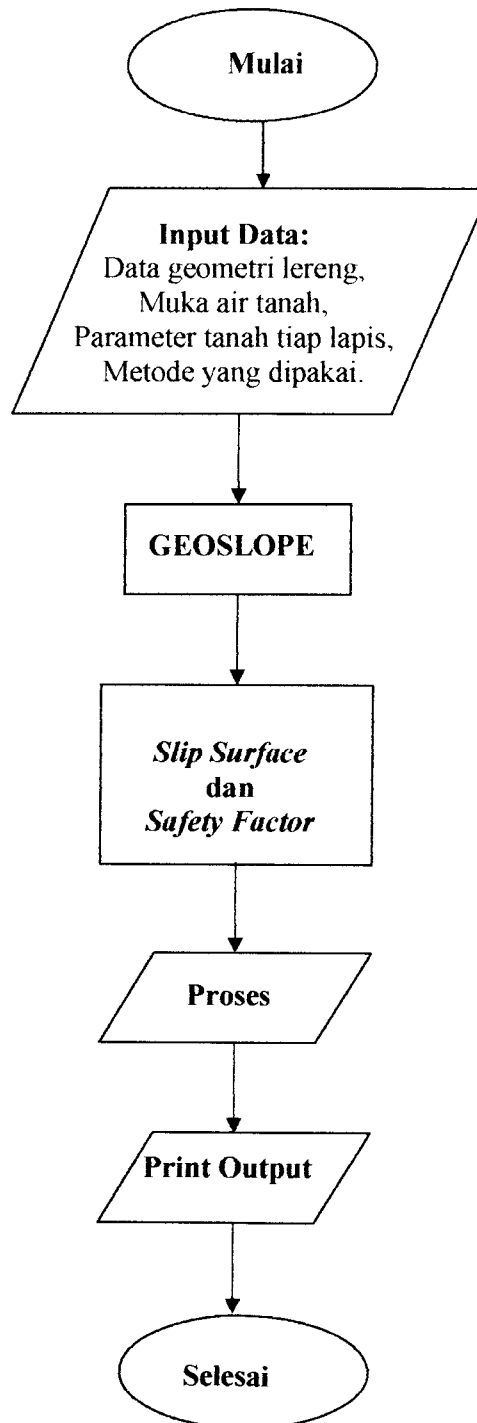 Mulai
Input Data:
Data geometri lereng,
Muka air tanah,
Parameter tanah tiap lapis,
Metode yang dipakai.
GEOSLOPE
Slip Surface
dan
Safety Factor
Proses
Print Output
Selesai